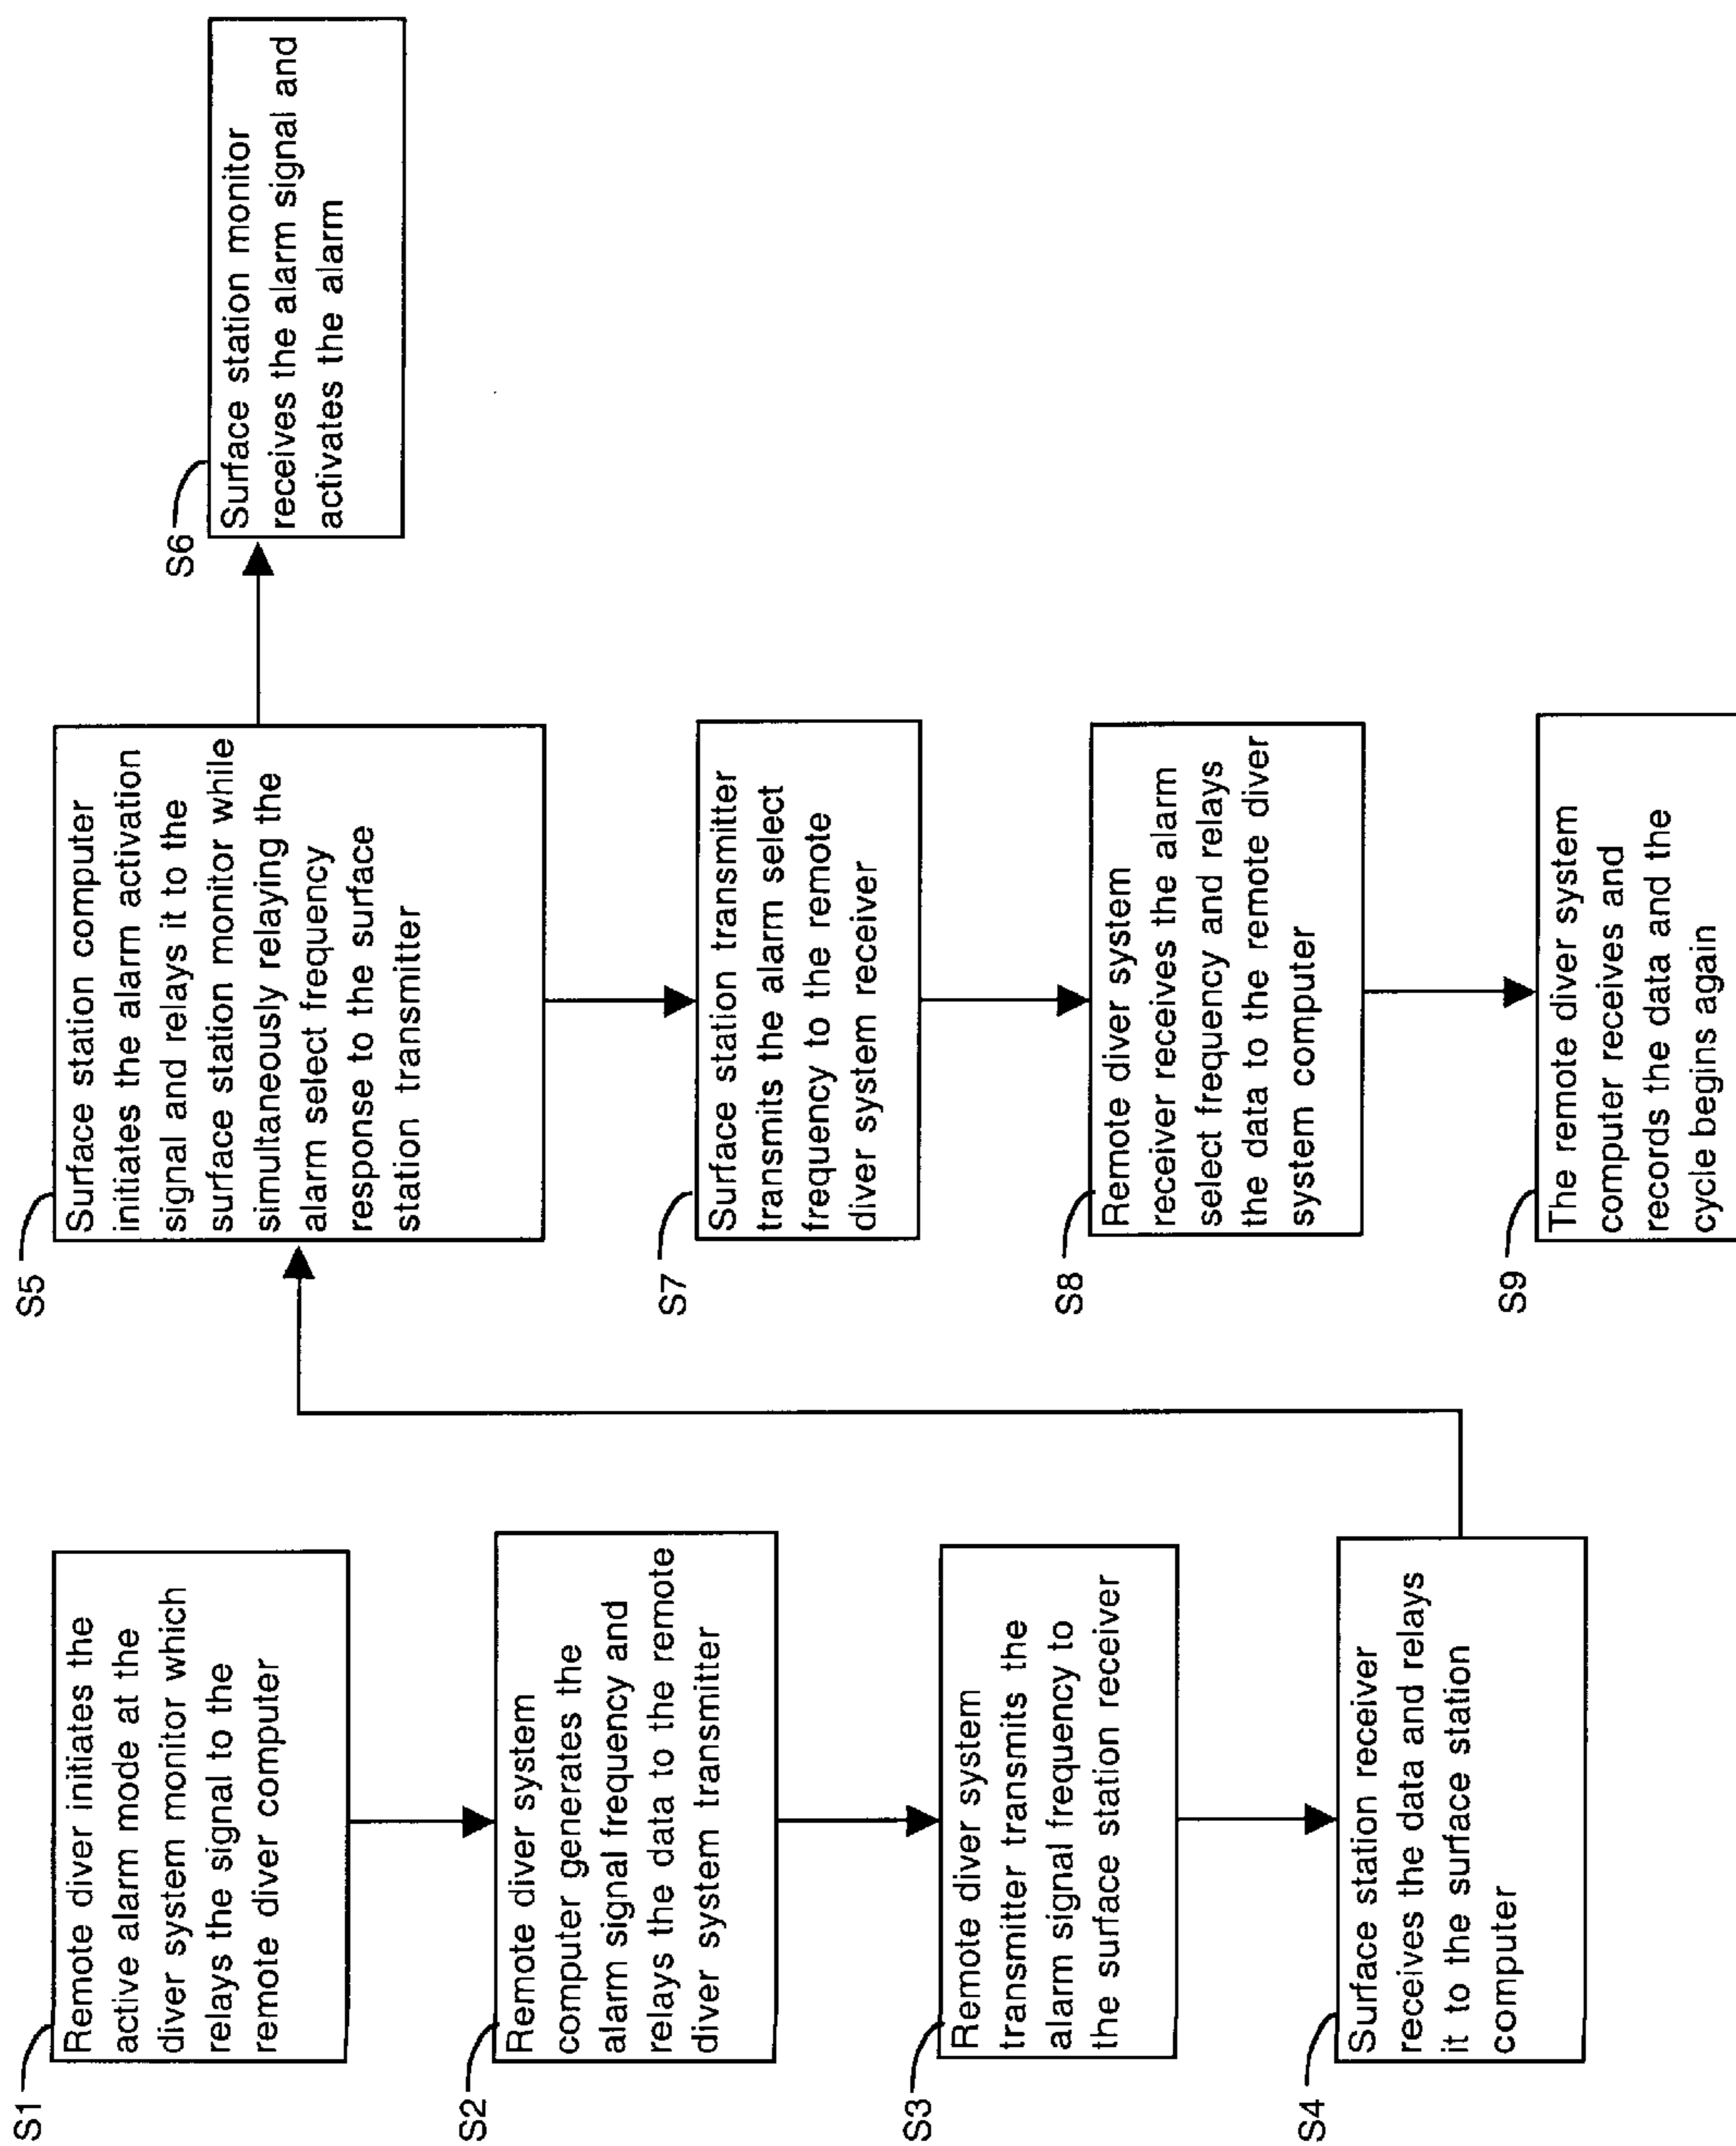 S1
Remote diver initiates the
active alarm mode at the
diver system monitor which
relays the signal to the
remote diver computer
S2
Remote diver system
computer generates the
alarm signal frequency and
relays the data to the remote
diver system transmitter
S3
Remote diver system
transmitter transmits the
alarm signal frequency to
the surface station receiver
S4
Surface station receiver
receives the data and relays
it to the surface station
computer
S5
Surface station computer
initiates the alarm activation
signal and relays it to the
surface station monitor while
simultaneously relaying the
alarm select frequency
response to the surface
station transmitter
S6
Surface station monitor
receives the alarm signal and
activates the alarm
S7
Surface station transmitter
transmits the alarm select
frequency to the remote
diver system receiver
S8
Remote diver system
receiver receives the alarm
select frequency and relays
the data to the remote diver
system computer
S9
The remote diver system
computer receives and
records the data and the
cycle begins again